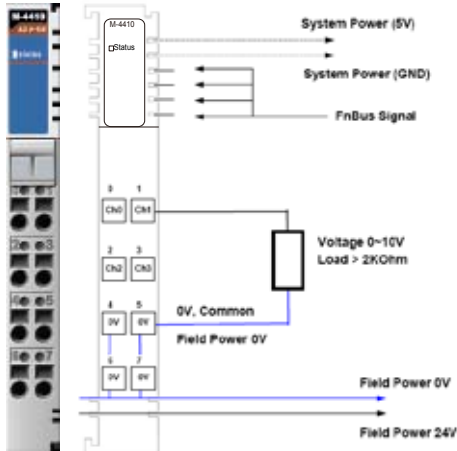 M-4410
M-4410
Status
System Power (5V)
System Power (GND)
FnBus Signal
0 1
Ch0 Ch1
Voltage 0~10V
Load > 2KOhm
2 3
Ch2 Ch3
4 5
0V 0V
0V, Common
Field Power 0V
6 7
0V 0V
Field Power 0V
Field Power 24V